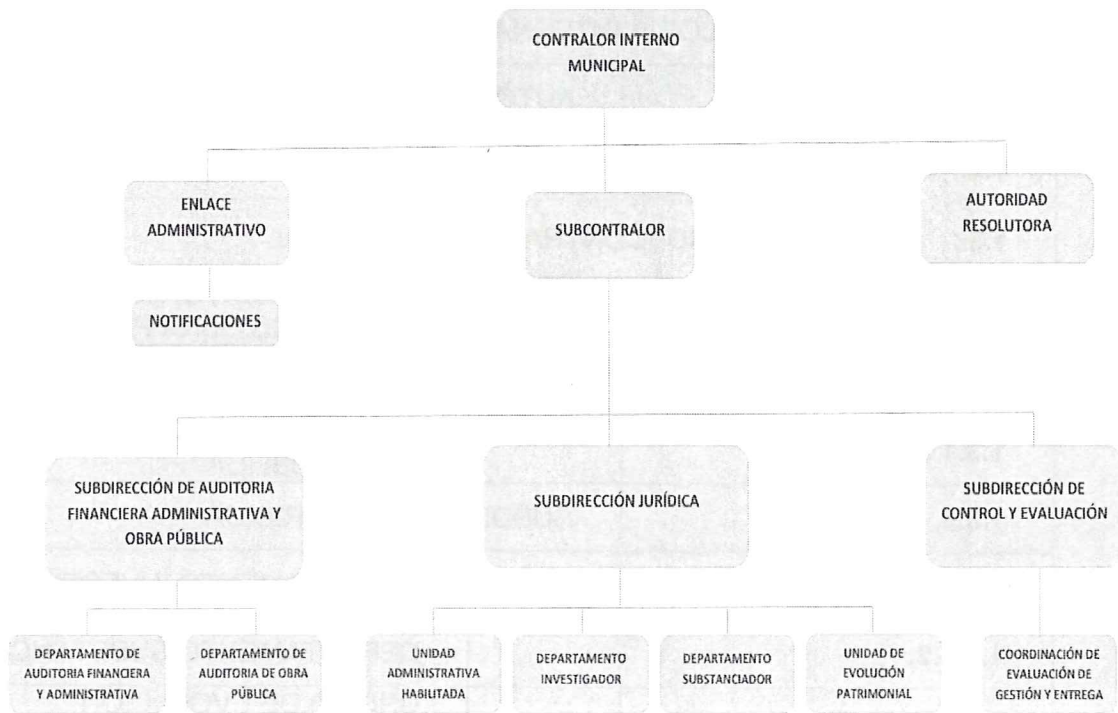 CONTRALOR INTERNO
MUNICIPAL
ENLACE
ADMINISTRATIVO
SUBCONTRALOR
AUTORIDAD
RESOLUTORA
NOTIFICACIONES
SUBDIRECCIÓN DE AUDITORIA
FINANCIERA ADMINISTRATIVA Y
OBRA PÚBLICA
SUBDIRECCIÓN JURÍDICA
SUBDIRECCIÓN DE
CONTROL Y EVALUACIÓN
DEPARTAMENTO DE
AUDITORIA FINANCIERA
Y ADMINISTRATIVA
DEPARTAMENTO DE
AUDITORIA DE OBRA
PÚBLICA
UNIDAD
ADMINISTRATIVA
HABILITADA
DEPARTAMENTO
INVESTIGADOR
DEPARTAMENTO
SUBSTANCIADOR
UNIDAD DE
EVOLUCIÓN
PATRIMONIAL
COORDINACIÓN DE
EVALUACIÓN DE
GESTIÓN Y ENTREGA